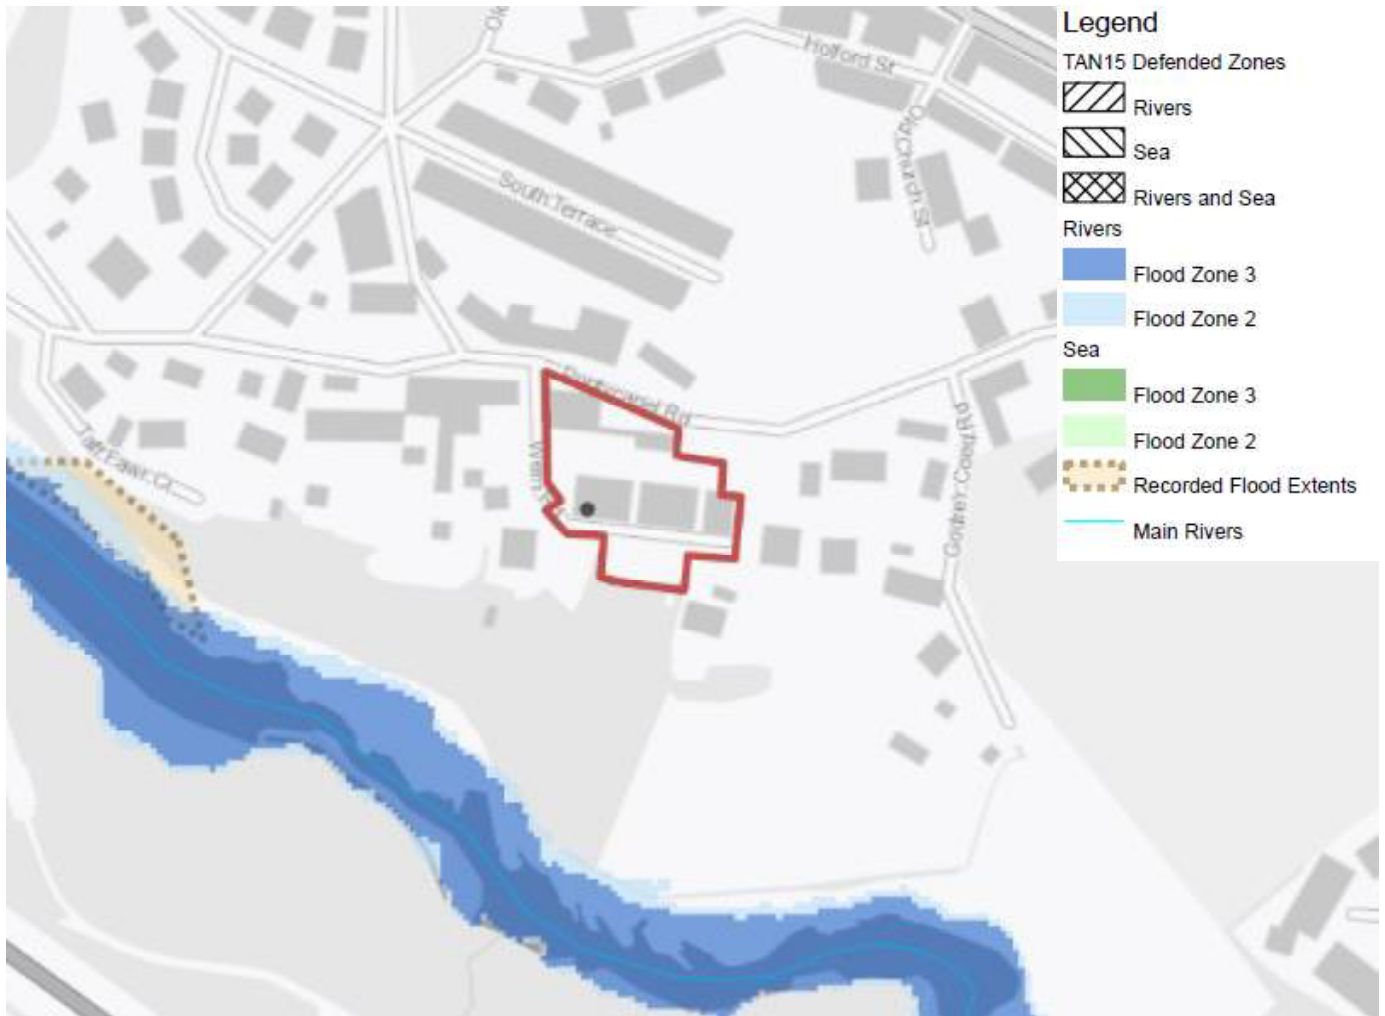 Legend
TAN15 Defended Zones
Rivers
Sea
Rivers and Sea
Rivers
Flood Zone 3
Flood Zone 2
Sea
Flood Zone 3
Flood Zone 2
Recorded Flood Extents
Main Rivers
Holford St
Old Church St
South Terrace
Rd
Godre'r Coed Rd
Taff Fawr Cl